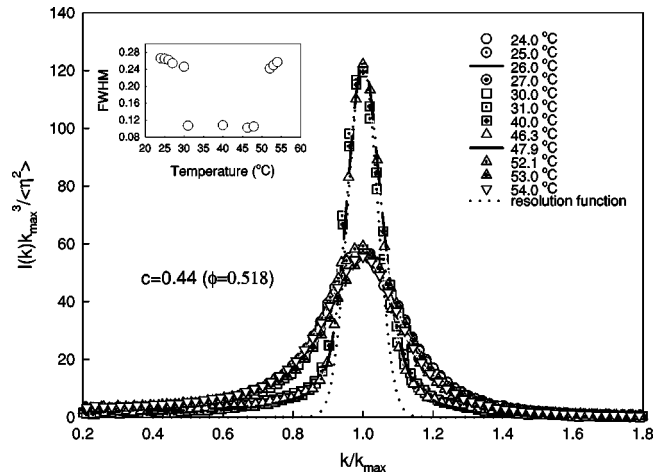 I(k)k_max^3/<η^2>
140
120
100
80
60
40
20
0
0.2 0.4 0.6 0.8 1.0 1.2 1.4 1.6 1.8
k/k_max
c=0.44 (ϕ=0.518)
FWHM
0.28
0.24
0.20
0.16
0.12
0.08
20 30 40 50 60
Temperature (°C)
24.0 °C
25.0 °C
26.0 °C
27.0 °C
30.0 °C
31.0 °C
40.0 °C
46.3 °C
47.9 °C
52.1 °C
53.0 °C
54.0 °C
resolution function